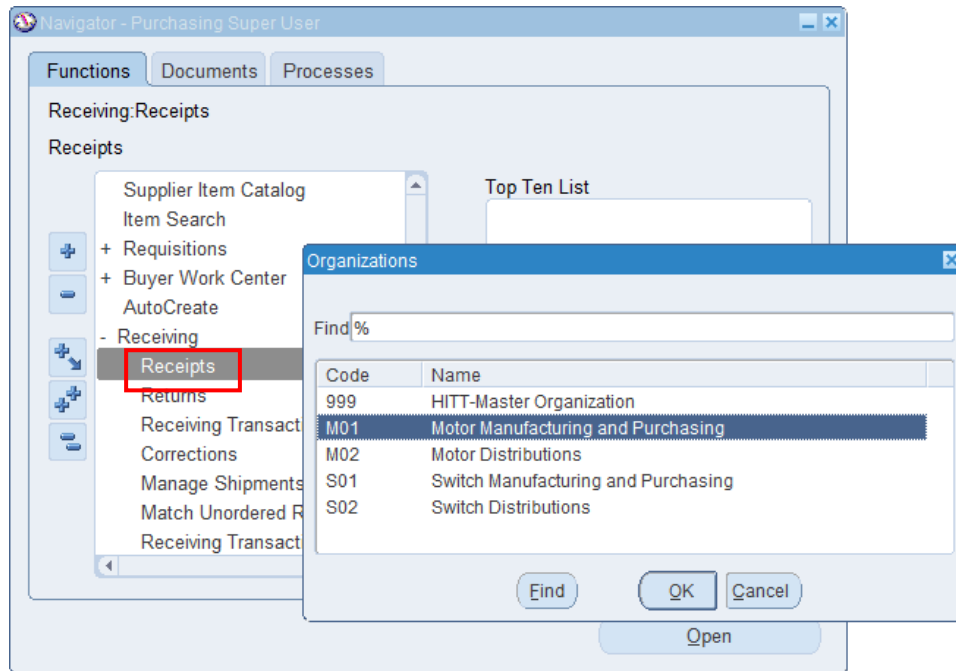 Navigator - Purchasing Super User
Functions Documents Processes
Receiving:Receipts
Receipts
Supplier Item Catalog
Item Search
+ Requisitions
+ Buyer Work Center
AutoCreate
- Receiving
Receipts
Returns
Receiving Transacti
Corrections
Manage Shipments
Match Unordered R
Receiving Transacti
Top Ten List
Organizations
Find %
Code Name
999 HITT-Master Organization
M01 Motor Manufacturing and Purchasing
M02 Motor Distributions
S01 Switch Manufacturing and Purchasing
S02 Switch Distributions
Find OK Cancel
Open